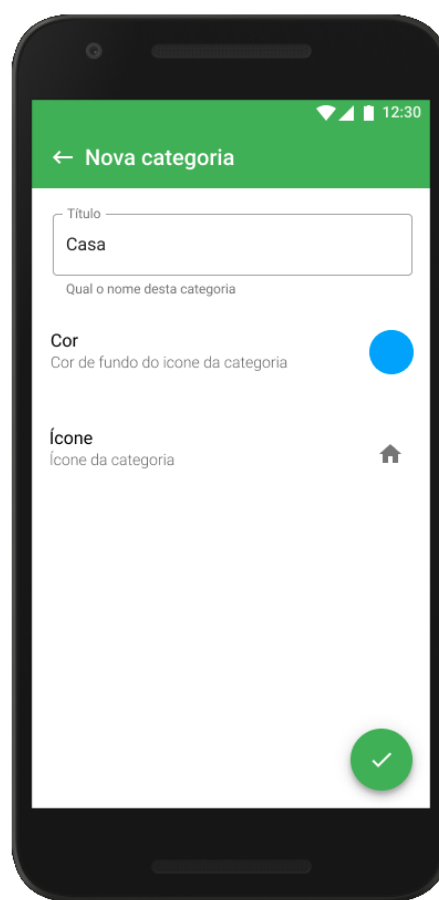 12:30
Nova categoria
Título
Casa
Qual o nome desta categoria
Cor
Cor de fundo do icone da categoria
Ícone
Ícone da categoria